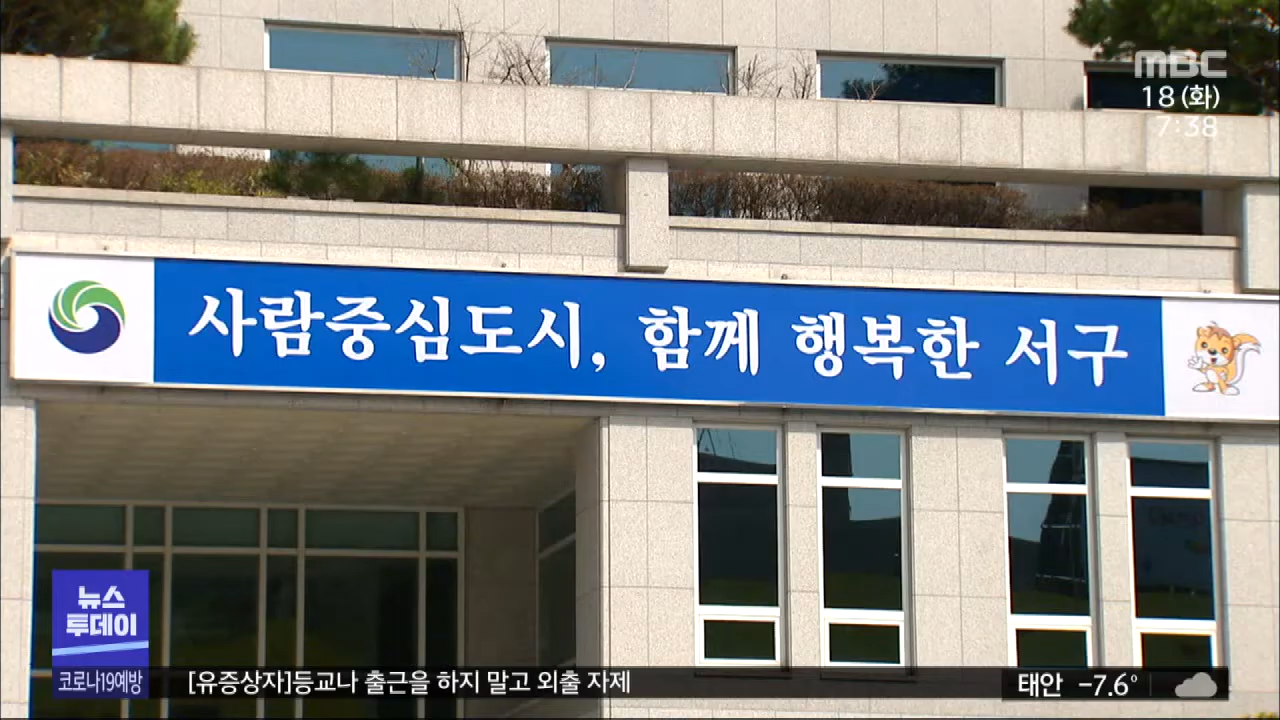 MBC
18(화)
7:38
사람중심도시, 함께 행복한 서구
뉴스
투데이
코로나19예방
[유증상자]등교나 출근을 하지 말고 외출 자제
태안 -7.6°